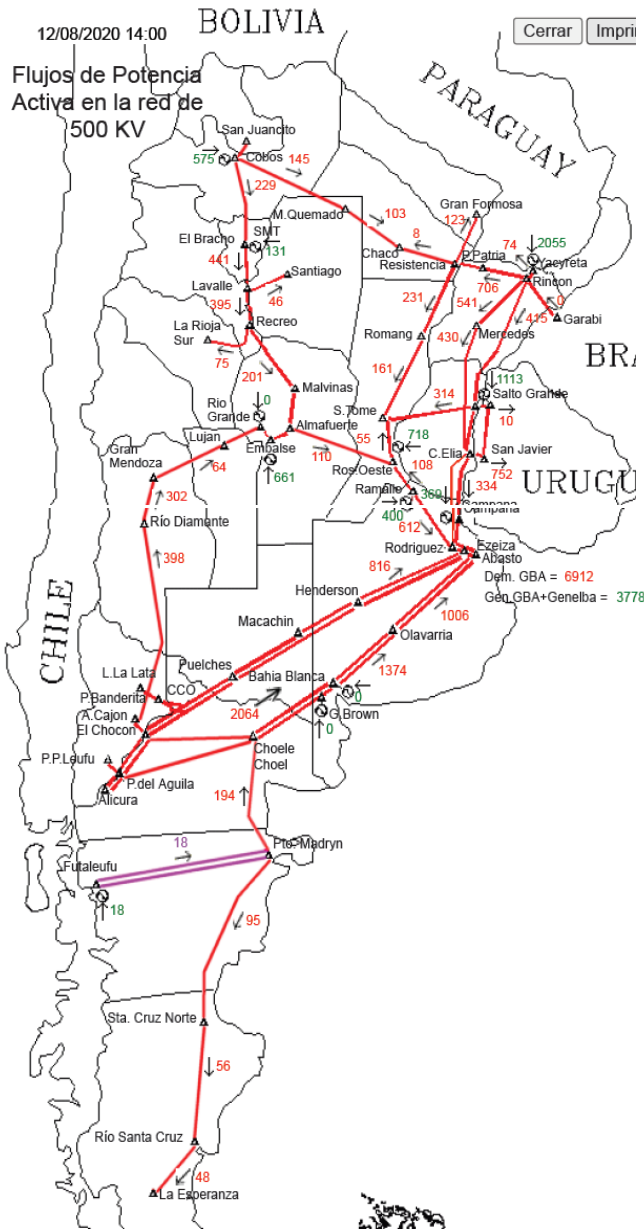 12/08/2020 14:00
BOLIVIA
Cerrar
Flujos de Potencia
Activa en la red de
500 KV
PARAGUAY
San Juancito
575
Cobos
145
229
M.Quemado
103
Gran Formosa
123
8
El Bracho
SMT
131
441
Chaco
Resistencia
P.Patria
74
2055
Yacyreta
Rincon
706
Santiago
Lavalle
46
395
231
541
0
415
Garabi
La Rioja
Sur
Recreo
Romang
430
Mercedes
75
201
161
Malvinas
1113
Salto Grande
Rio
Grande
0
S.Tome
314
10
Almafuerte
Lujan
55
718
C.Elia
San Javier
Gran
Mendoza
64
Embalse
661
110
Ros.Oeste
108
752
URUGU
302
Ramallo
369
334
400
Campana
Río Diamante
612
398
Rodriguez
Ezeiza
Abasto
816
Dem. GBA = 6912
Gen.GBA+Genelba = 3778
CHILE
Henderson
1006
Macachin
Olavarria
Puelches
1374
L.La Lata
Bahia Blanca
P.Banderita
CCO
0
A.Cajon
2064
G.Brown
El Chocon
0
P.P.Leufu
Choele
Choel
P.del Aguila
Alicura
194
18
Pto.Madryn
Futaleufu
18
95
Sta. Cruz Norte
56
Río Santa Cruz
48
La Esperanza